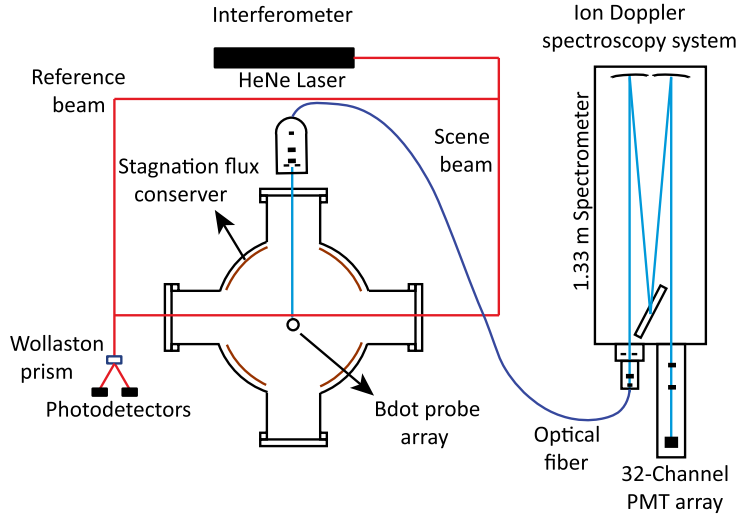 Interferometer
Ion Doppler
spectroscopy system
HeNe Laser
Reference
beam
Scene
beam
Stagnation flux
conserver
1.33 m Spectrometer
Wollaston
prism
Photodetectors
Bdot probe
array
Optical
fiber
32-Channel
PMT array